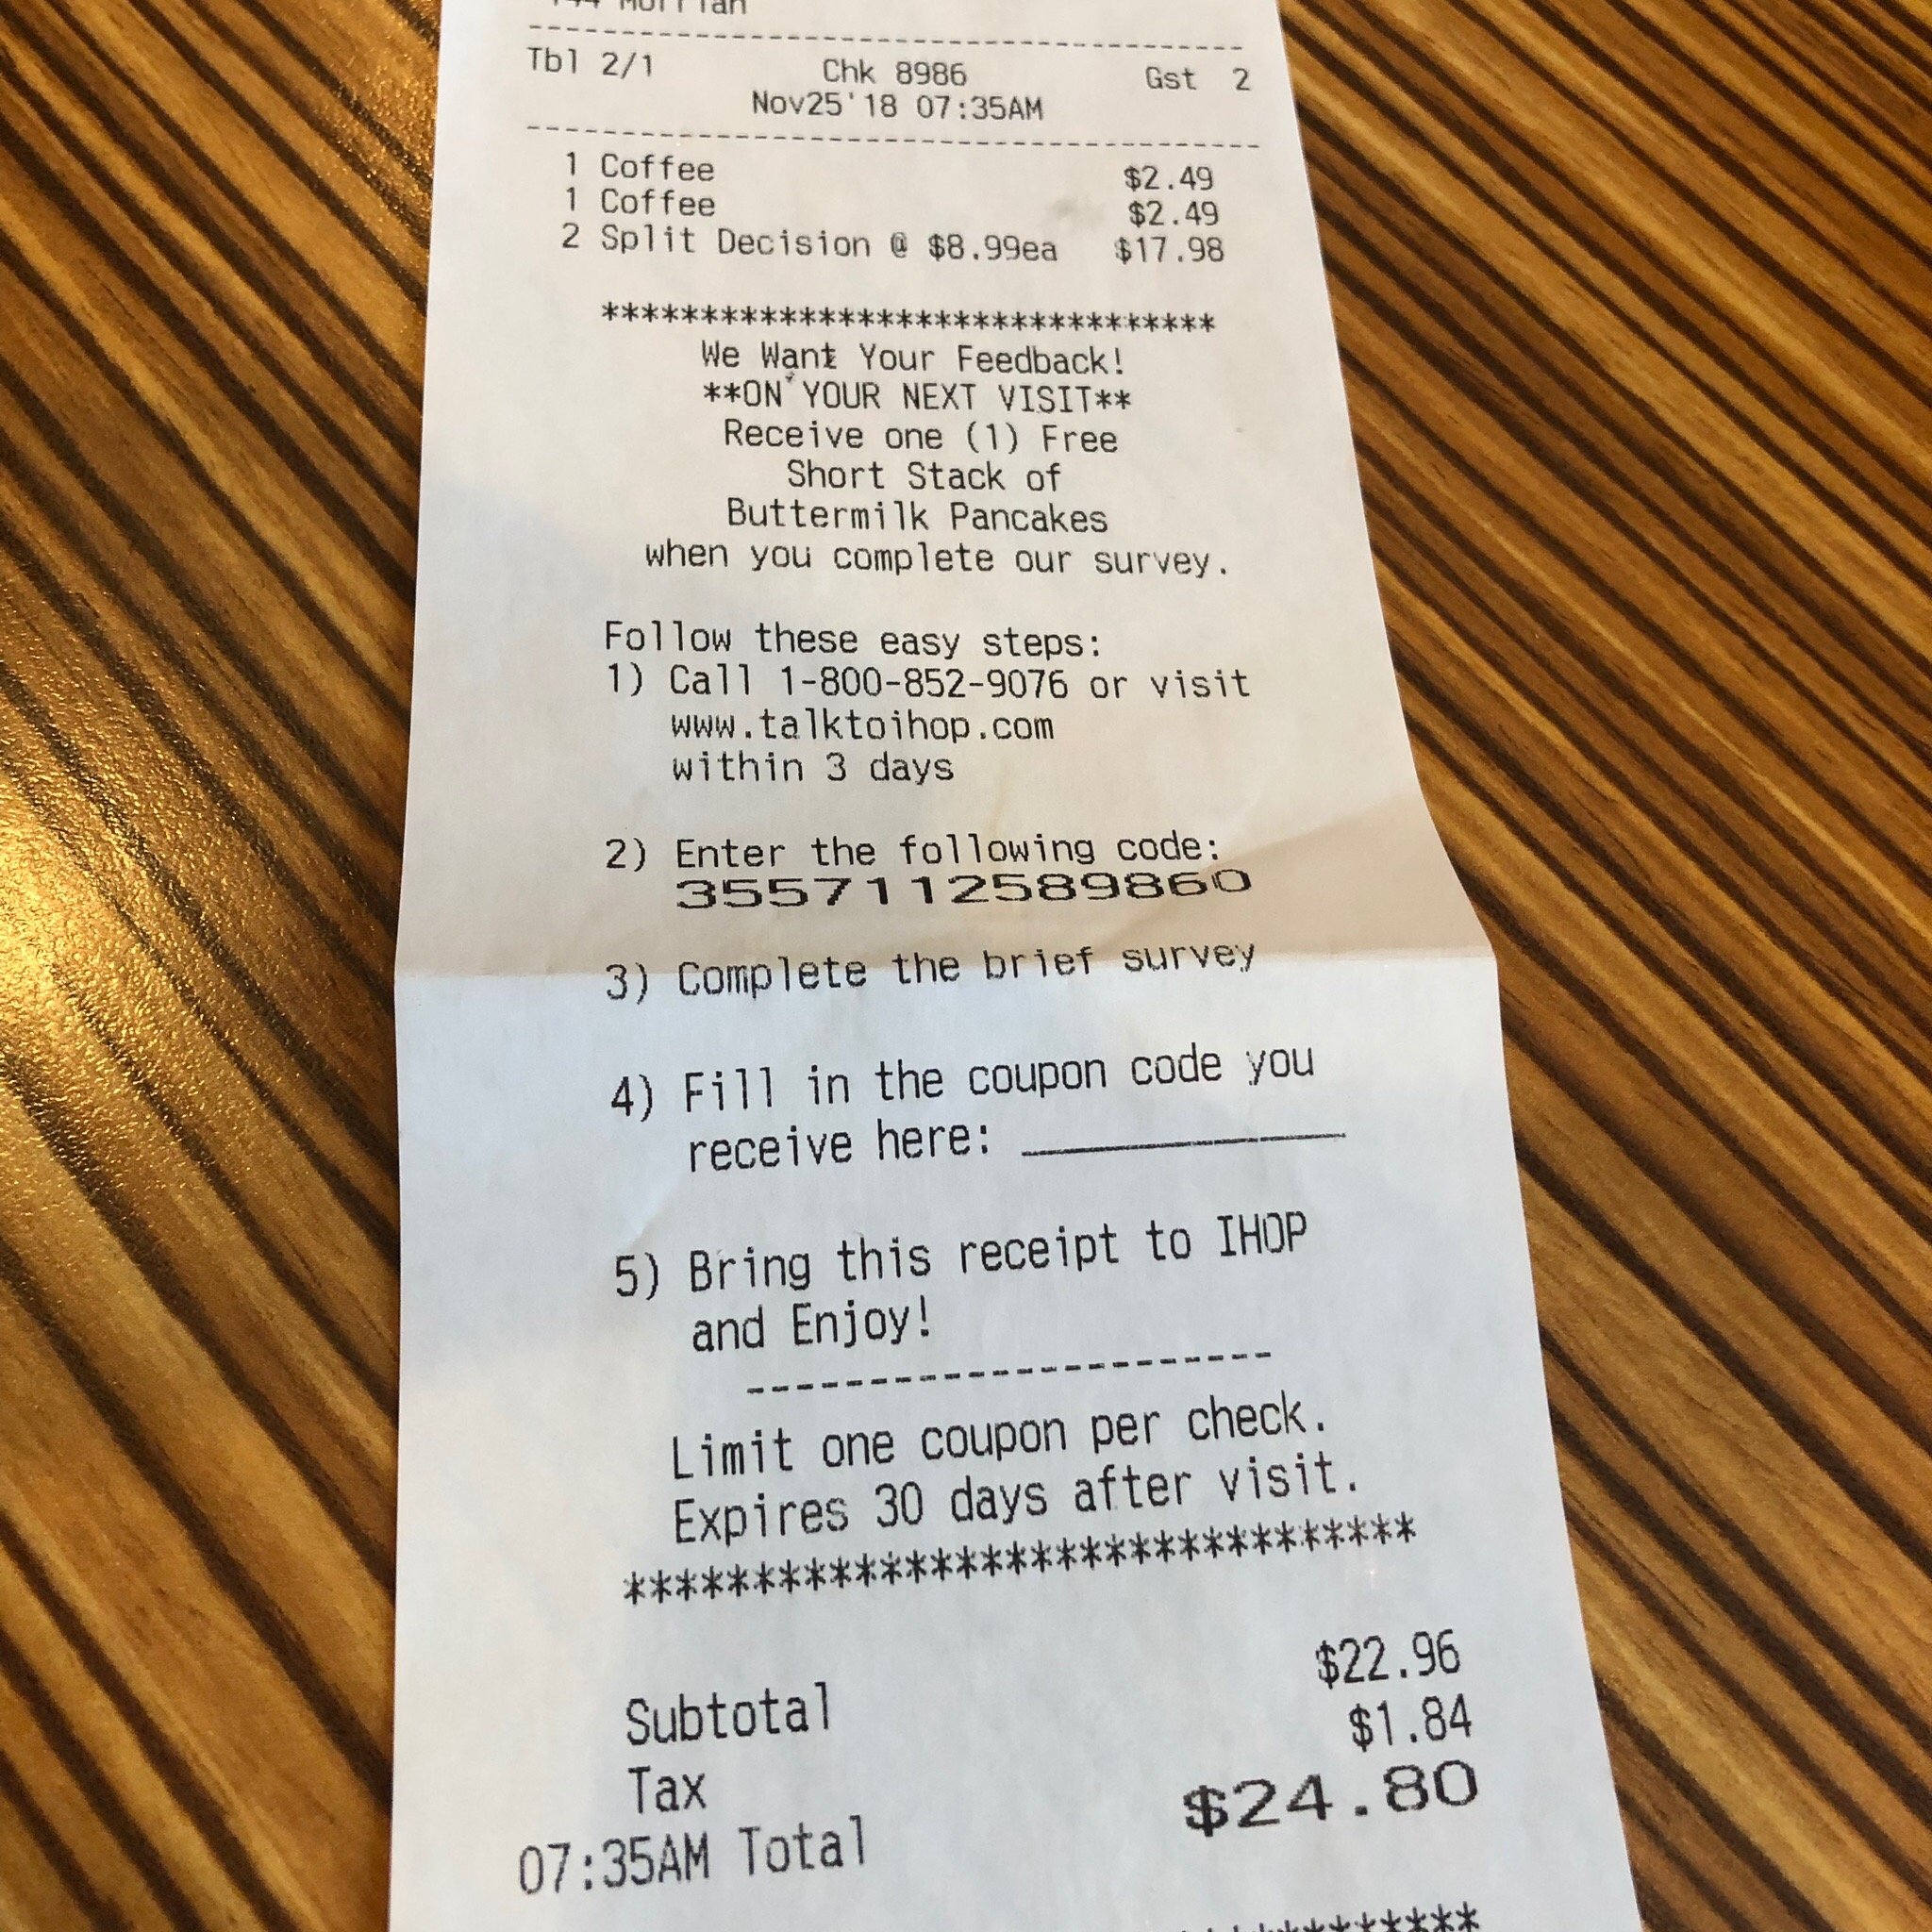 Tbl 2/1 Chk 8986 Gst 2
Nov25'18 07:35AM
1 Coffee $2.49
1 Coffee $2.49
2 Split Decision @ $8.99ea $17.98
*******************************
We Want Your Feedback!
**ON YOUR NEXT VISIT**
Receive one (1) Free
Short Stack of
Buttermilk Pancakes
when you complete our survey.
Follow these easy steps:
1) Call 1-800-852-9076 or visit
www.talktoihop.com
within 3 days
2) Enter the following code:
3557112589860
3) Complete the brief survey
4) Fill in the coupon code you
receive here: ____________
5) Bring this receipt to IHOP
and Enjoy!
---------------------
Limit one coupon per check.
Expires 30 days after visit.
*******************************
Subtotal $22.96
Tax $1.84
07:35AM Total $24.80